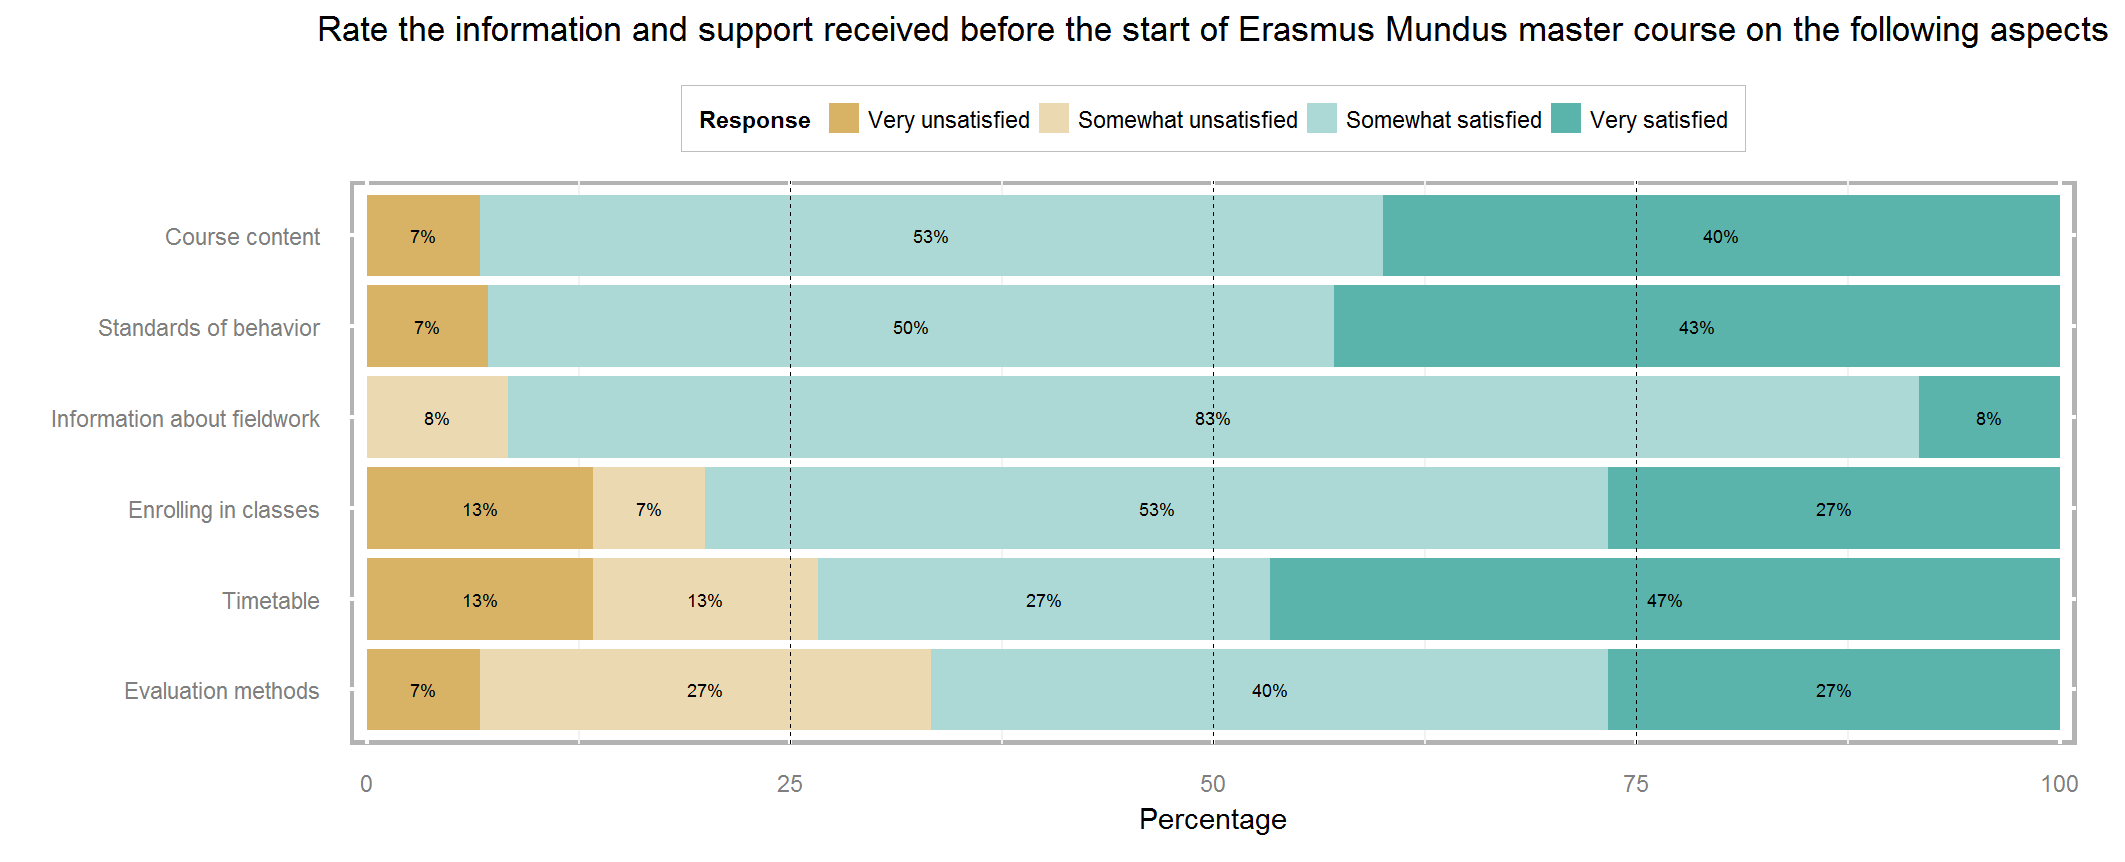 Rate the information and support received before the start of Erasmus Mundus master course on the following aspects
Response Very unsatisfied Somewhat unsatisfied Somewhat satisfied Very satisfied
Course content 7% 53% 40%
Standards of behavior 7% 50% 43%
Information about fieldwork 8% 83% 8%
Enrolling in classes 13% 7% 53% 27%
Timetable 13% 13% 27% 47%
Evaluation methods 7% 27% 40% 27%
0 25 50 75 100
Percentage